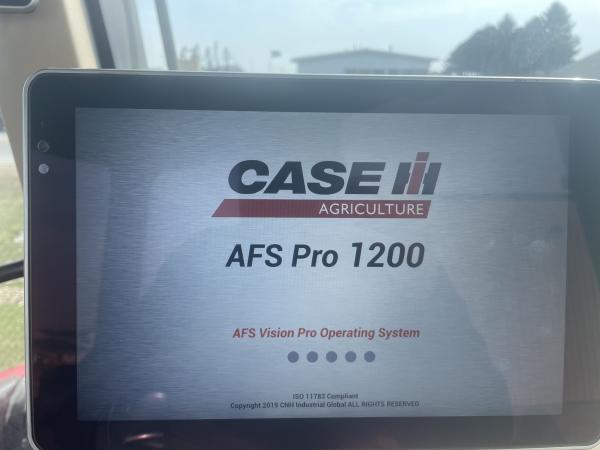 CASE IH
AGRICULTURE
AFS Pro 1200
AFS Vision Pro Operating System
ISO 11783 Compliant
Copyright 2019 CNH Industrial Global ALL RIGHTS RESERVED